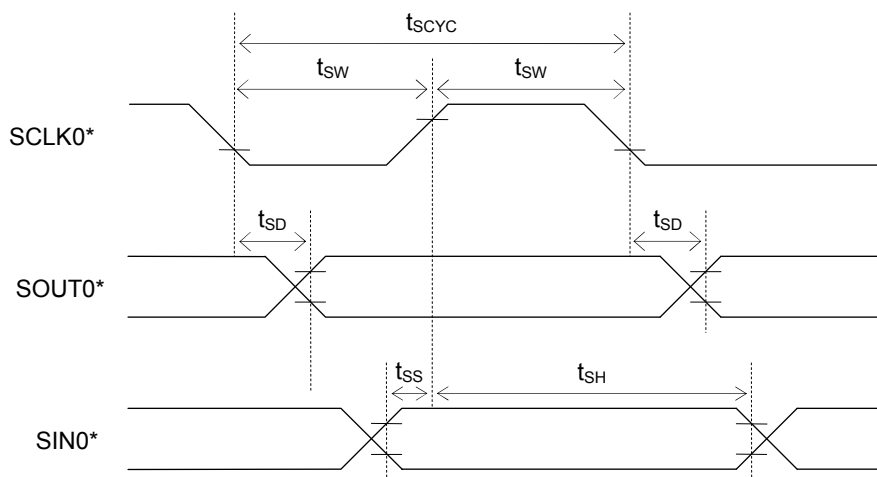 tSCYC
tSW tSW
SCLK0*
tSD tSD
SOUT0*
tSS tSH
SIN0*